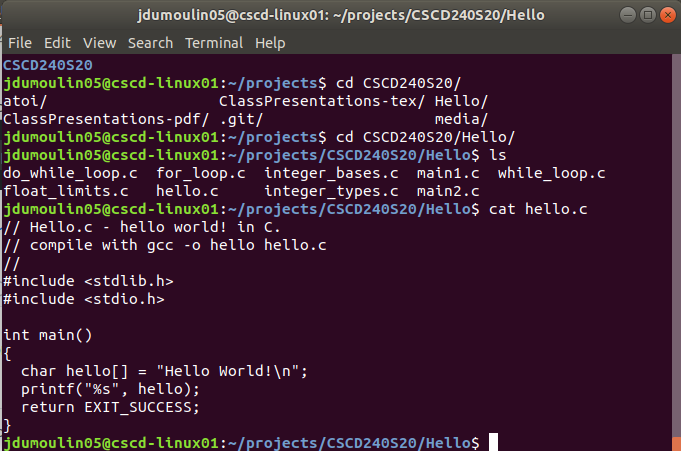 jdumoulin05@cscd-linux01: ~/projects/CSCD240S20/Hello
File Edit View Search Terminal Help
CSCD240S20
jdumoulin05@cscd-linux01:~/projects$ cd CSCD240S20/
atoi/                   ClassPresentations-tex/ Hello/
ClassPresentations-pdf/ .git/                   media/
jdumoulin05@cscd-linux01:~/projects$ cd CSCD240S20/Hello/
jdumoulin05@cscd-linux01:~/projects/CSCD240S20/Hello$ ls
do_while_loop.c  for_loop.c  integer_bases.c  main1.c  while_loop.c
float_limits.c   hello.c     integer_types.c  main2.c
jdumoulin05@cscd-linux01:~/projects/CSCD240S20/Hello$ cat hello.c
// Hello.c - hello world! in C.
// compile with gcc -o hello hello.c
//
#include <stdlib.h>
#include <stdio.h>

int main()
{
  char hello[] = "Hello World!\n";
  printf("%s", hello);
  return EXIT_SUCCESS;
}
jdumoulin05@cscd-linux01:~/projects/CSCD240S20/Hello$